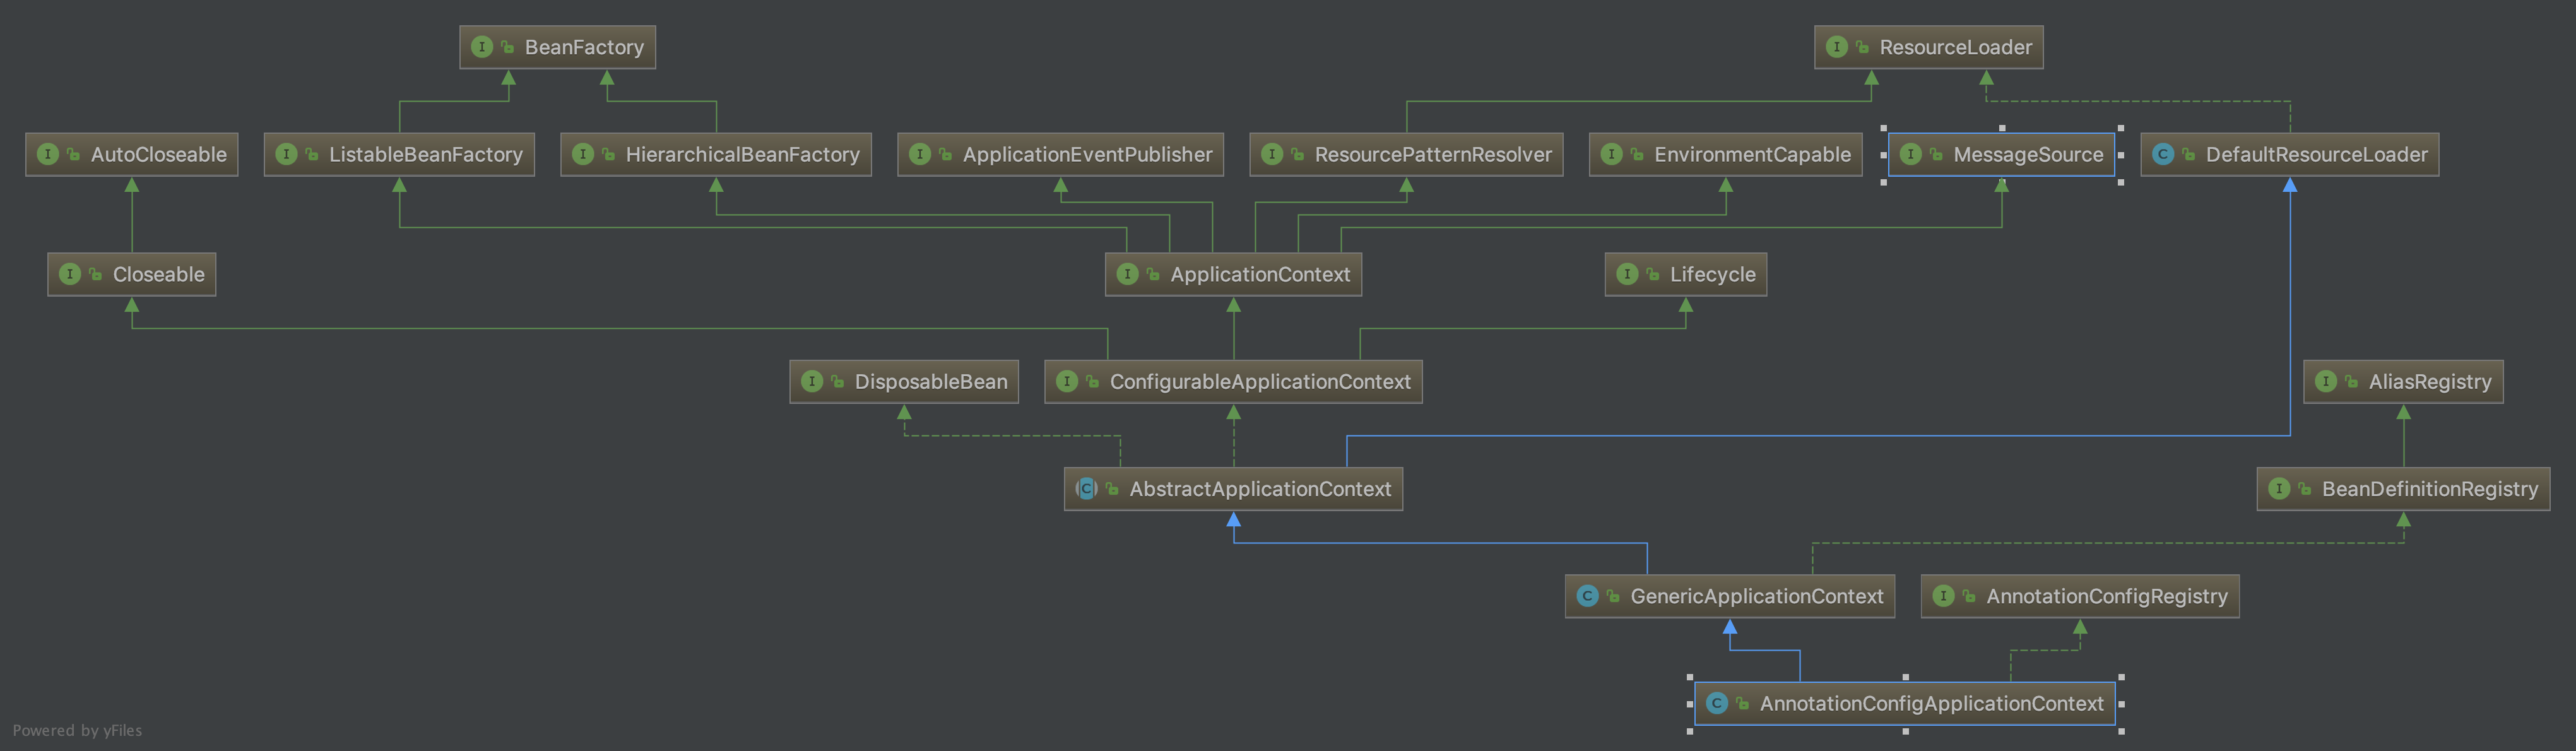 BeanFactory
ResourceLoader
AutoCloseable
ListableBeanFactory
HierarchicalBeanFactory
ApplicationEventPublisher
ResourcePatternResolver
EnvironmentCapable
MessageSource
DefaultResourceLoader
Closeable
ApplicationContext
Lifecycle
DisposableBean
ConfigurableApplicationContext
AliasRegistry
AbstractApplicationContext
BeanDefinitionRegistry
GenericApplicationContext
AnnotationConfigRegistry
AnnotationConfigApplicationContext
Powered by yFiles